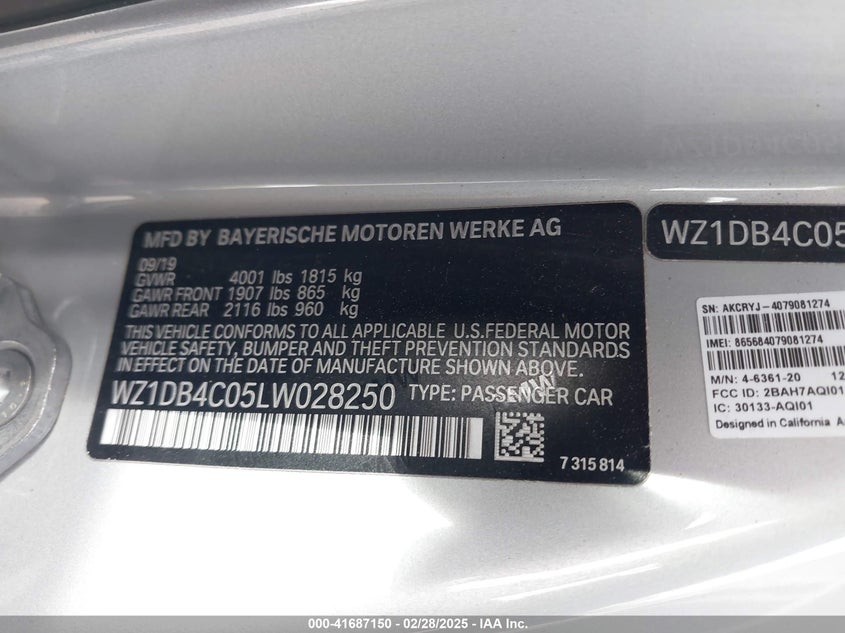 MFD BY BAYERISCHE MOTOREN WERKE AG
09/19
GVWR 4001 lbs 1815 kg
GAWR FRONT 1907 lbs 865 kg
GAWR REAR 2116 lbs 960 kg
THIS VEHICLE CONFORMS TO ALL APPLICABLE U.S.FEDERAL MOTOR
VEHICLE SAFETY, BUMPER AND THEFT PREVENTION STANDARDS
IN EFFECT ON THE DATE OF MANUFACTURE SHOWN ABOVE.
WZ1DB4C05LW028250 TYPE: PASSENGER CAR
7 315 814
WZ1DB4C05
SN: AKCRYJ-4079081274
IMEI: 865684079081274
M/N: 4-6361-20 12
FCC ID: 2BAH7AQI01
IC: 30133-AQI01
Designed in California As
000-41687150 - 02/28/2025 - IAAI Inc.